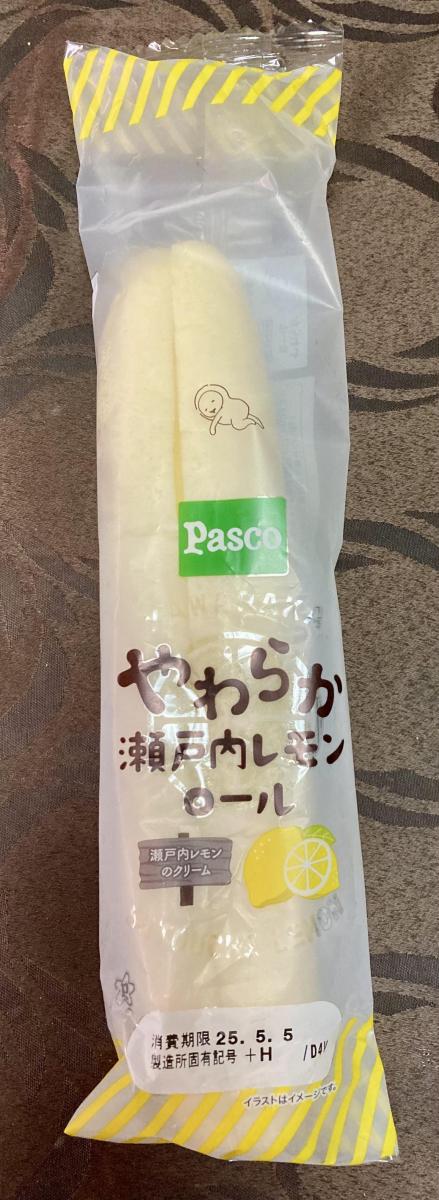 Pasco
やわらか
瀬戸内レモン
ロール
瀬戸内レモン
のクリーム
消費期限 25. 5. 5
製造所固有記号 +H /D4Y
イラストはイメージです。